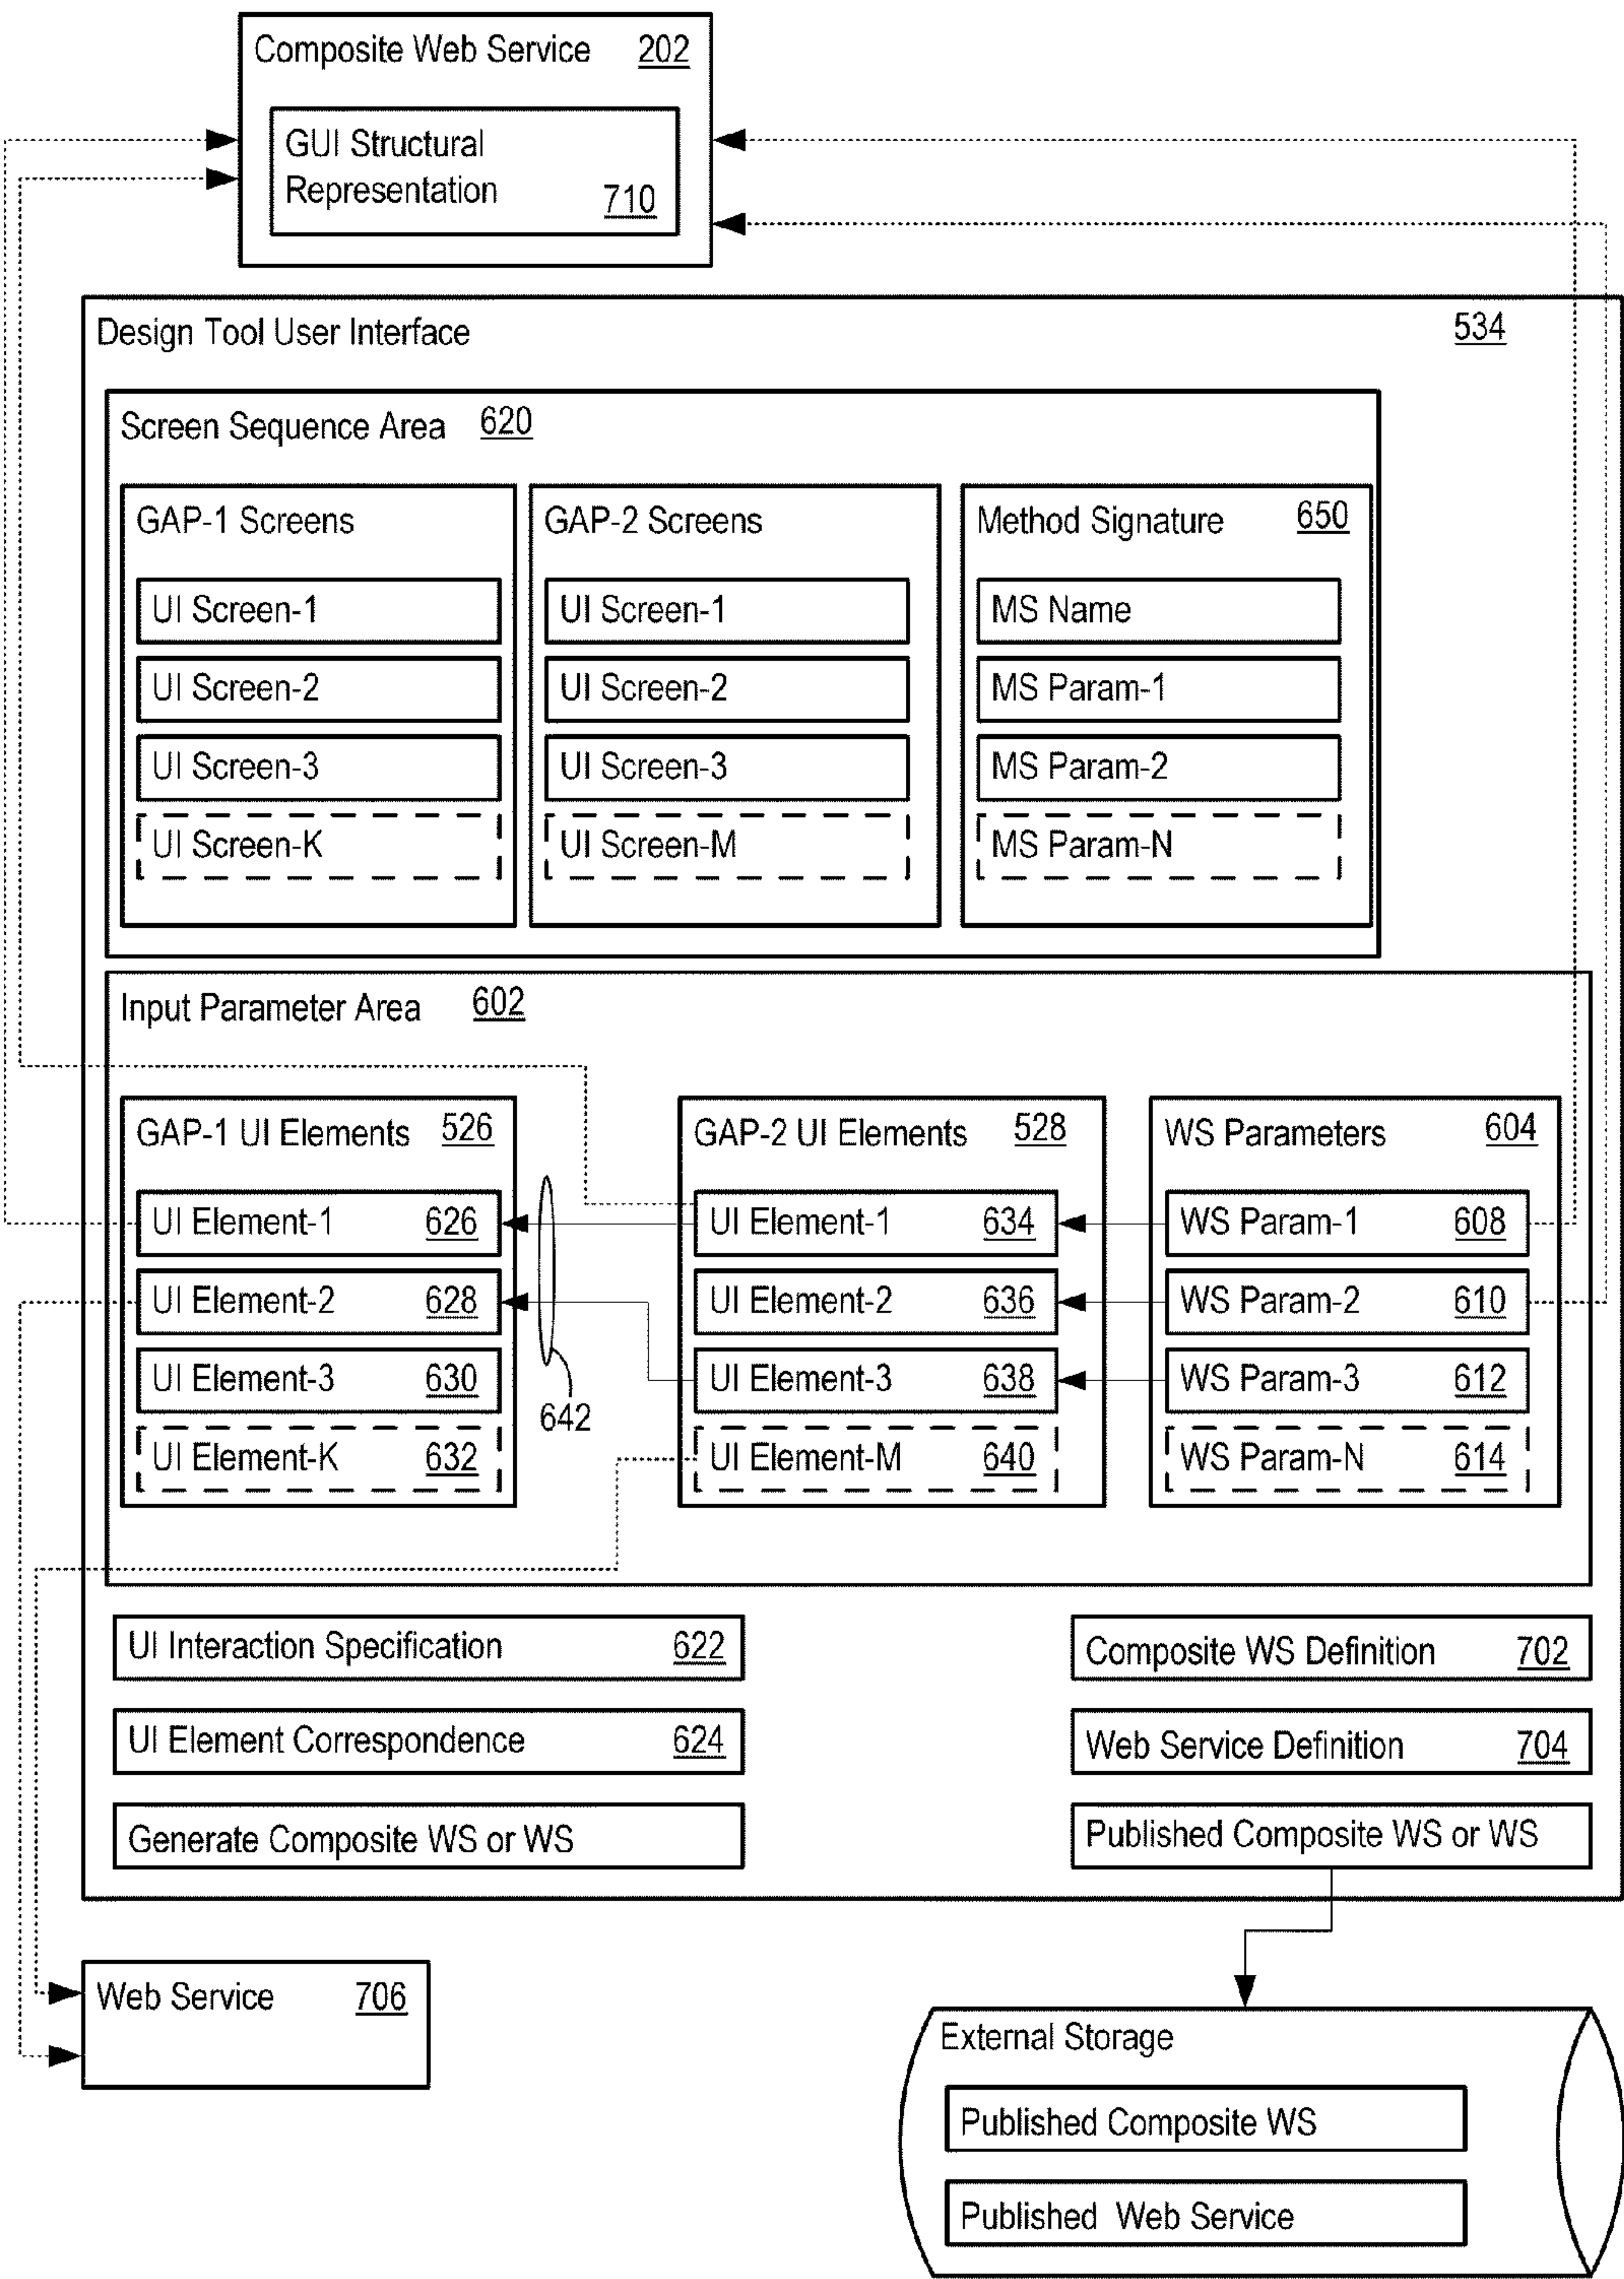 Composite Web Service 202
GUI Structural
Representation 710
Design Tool User Interface 534
Screen Sequence Area 620
GAP-1 Screens
UI Screen-1
UI Screen-2
UI Screen-3
UI Screen-K
GAP-2 Screens
UI Screen-1
UI Screen-2
UI Screen-3
UI Screen-M
Method Signature 650
MS Name
MS Param-1
MS Param-2
MS Param-N
Input Parameter Area 602
GAP-1 UI Elements 526
UI Element-1 626
UI Element-2 628
UI Element-3 630
UI Element-K 632
642
GAP-2 UI Elements 528
UI Element-1 634
UI Element-2 636
UI Element-3 638
UI Element-M 640
WS Parameters 604
WS Param-1 608
WS Param-2 610
WS Param-3 612
WS Param-N 614
UI Interaction Specification 622
UI Element Correspondence 624
Generate Composite WS or WS
Composite WS Definition 702
Web Service Definition 704
Published Composite WS or WS
Web Service 706
External Storage
Published Composite WS
Published Web Service